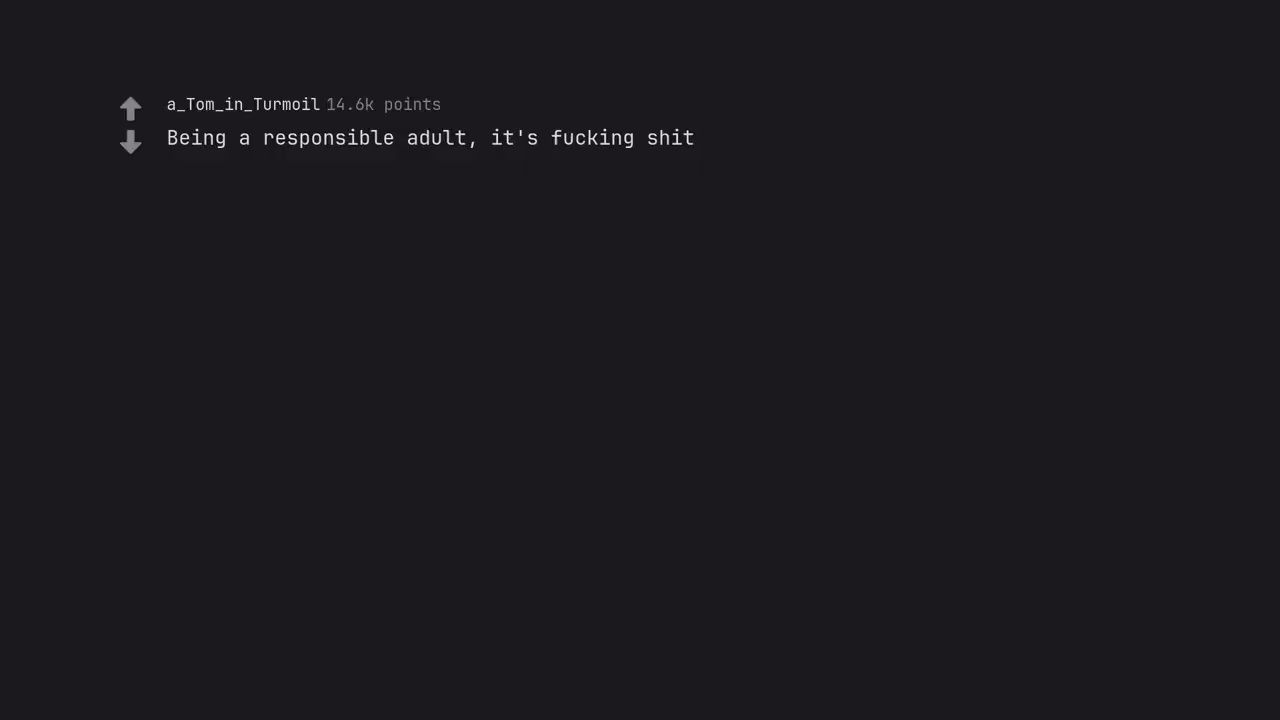 a_Tom_in_Turmoil 14.6k points
Being a responsible adult, it's fucking shit